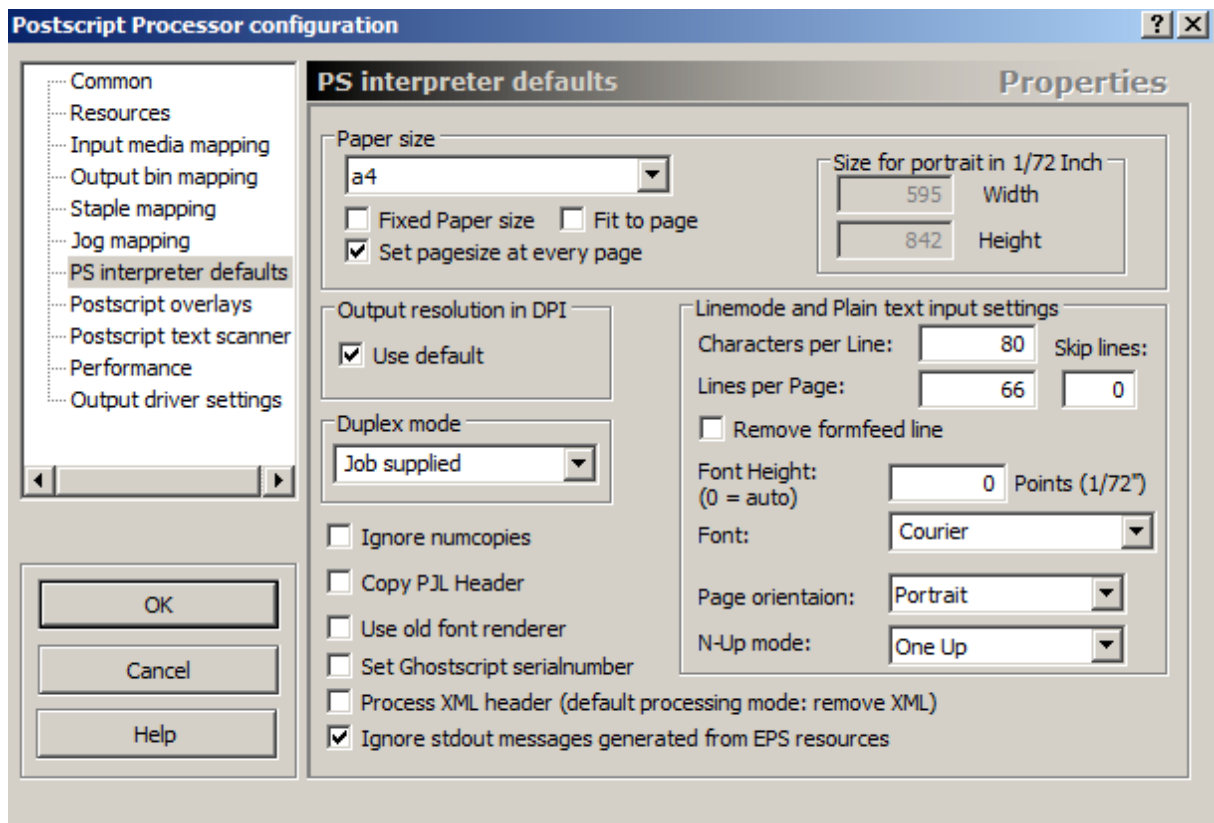 Postscript Processor configuration
Common
Resources
Input media mapping
Output bin mapping
Staple mapping
Jog mapping
PS interpreter defaults
Postscript overlays
Postscript text scanner
Performance
Output driver settings
OK
Cancel
Help
PS interpreter defaults Properties
Paper size
a4
Fixed Paper size Fit to page
Set pagesize at every page
Size for portrait in 1/72 Inch
595 Width
842 Height
Output resolution in DPI
Use default
Duplex mode
Job supplied
Ignore numcopies
Copy PJL Header
Use old font renderer
Set Ghostscript serialnumber
Process XML header (default processing mode: remove XML)
Ignore stdout messages generated from EPS resources
Linemode and Plain text input settings
Characters per Line: 80 Skip lines:
Lines per Page: 66 0
Remove formfeed line
Font Height: 0 Points (1/72")
(0 = auto)
Font: Courier
Page orientaion: Portrait
N-Up mode: One Up